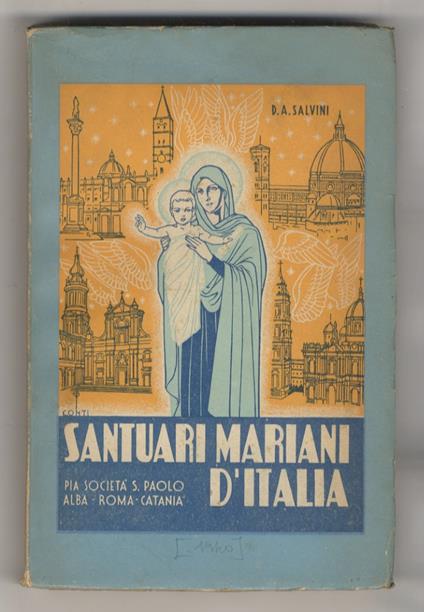 D.A. SALVINI
CONTI
SANTUARI MARIANI
D'ITALIA
PIA SOCIETÀ S. PAOLO
ALBA - ROMA - CATANIA